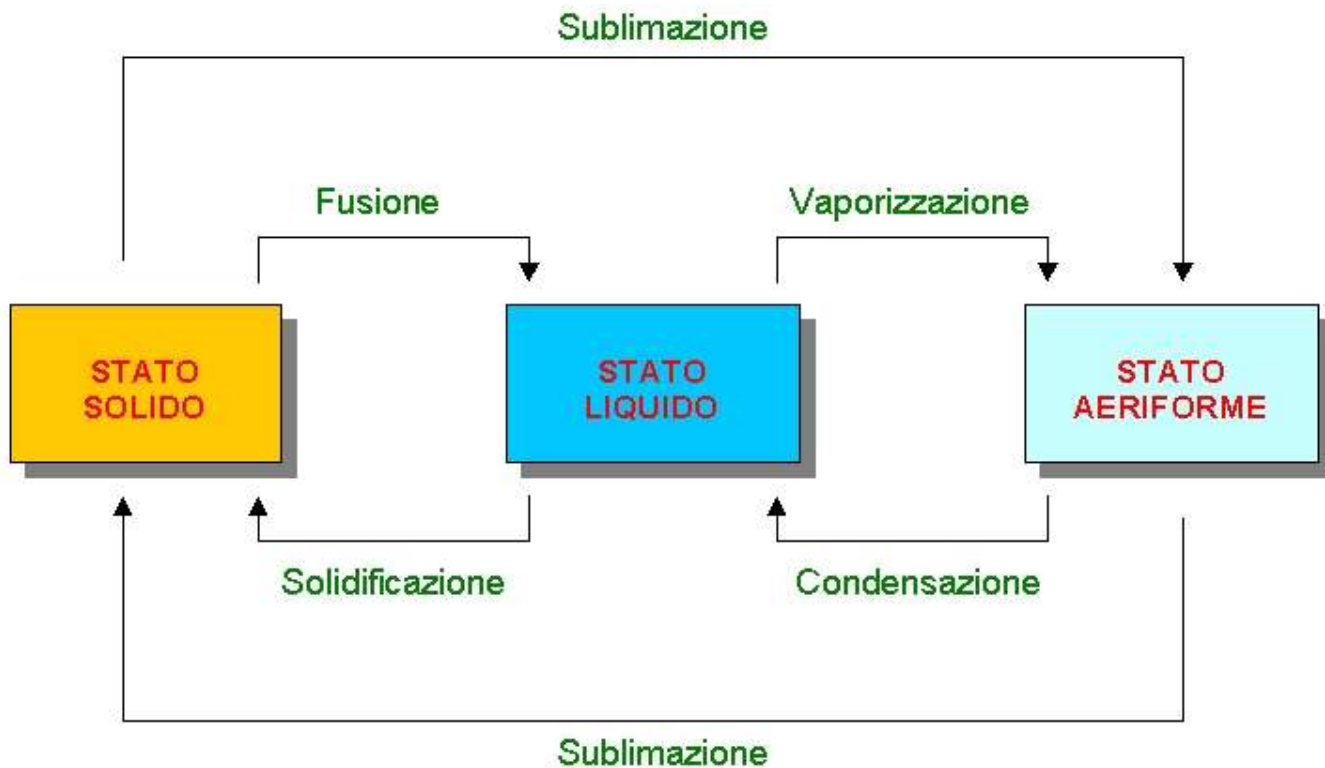 Sublimazione
Fusione
Vaporizzazione
STATO
SOLIDO
STATO
LIQUIDO
STATO
AERIFORME
Solidificazione
Condensazione
Sublimazione